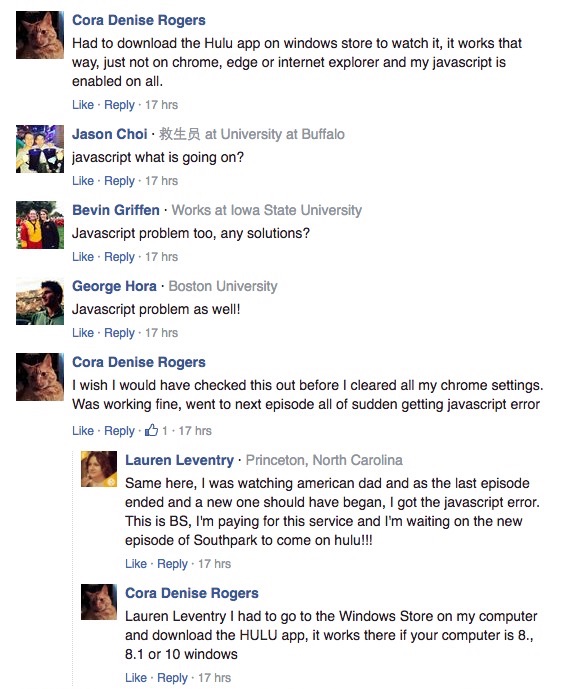 Cora Denise Rogers
Had to download the Hulu app on windows store to watch it, it works that
way, just not on chrome, edge or internet explorer and my javascript is
enabled on all.
Like · Reply · 17 hrs
Jason Choi · 救生员 at University at Buffalo
javascript what is going on?
Like · Reply · 17 hrs
Bevin Griffen · Works at Iowa State University
Javascript problem too, any solutions?
Like · Reply · 17 hrs
George Hora · Boston University
Javascript problem as well!
Like · Reply · 17 hrs
Cora Denise Rogers
I wish I would have checked this out before I cleared all my chrome settings.
Was working fine, went to next episode all of sudden getting javascript error
Like · Reply · 1 · 17 hrs
Lauren Leventry · Princeton, North Carolina
Same here, I was watching american dad and as the last episode
ended and a new one should have began, I got the javascript error.
This is BS, I'm paying for this service and I'm waiting on the new
episode of Southpark to come on hulu!!!
Like · Reply · 17 hrs
Cora Denise Rogers
Lauren Leventry I had to go to the Windows Store on my computer
and download the HULU app, it works there if your computer is 8.,
8.1 or 10 windows
Like · Reply · 17 hrs